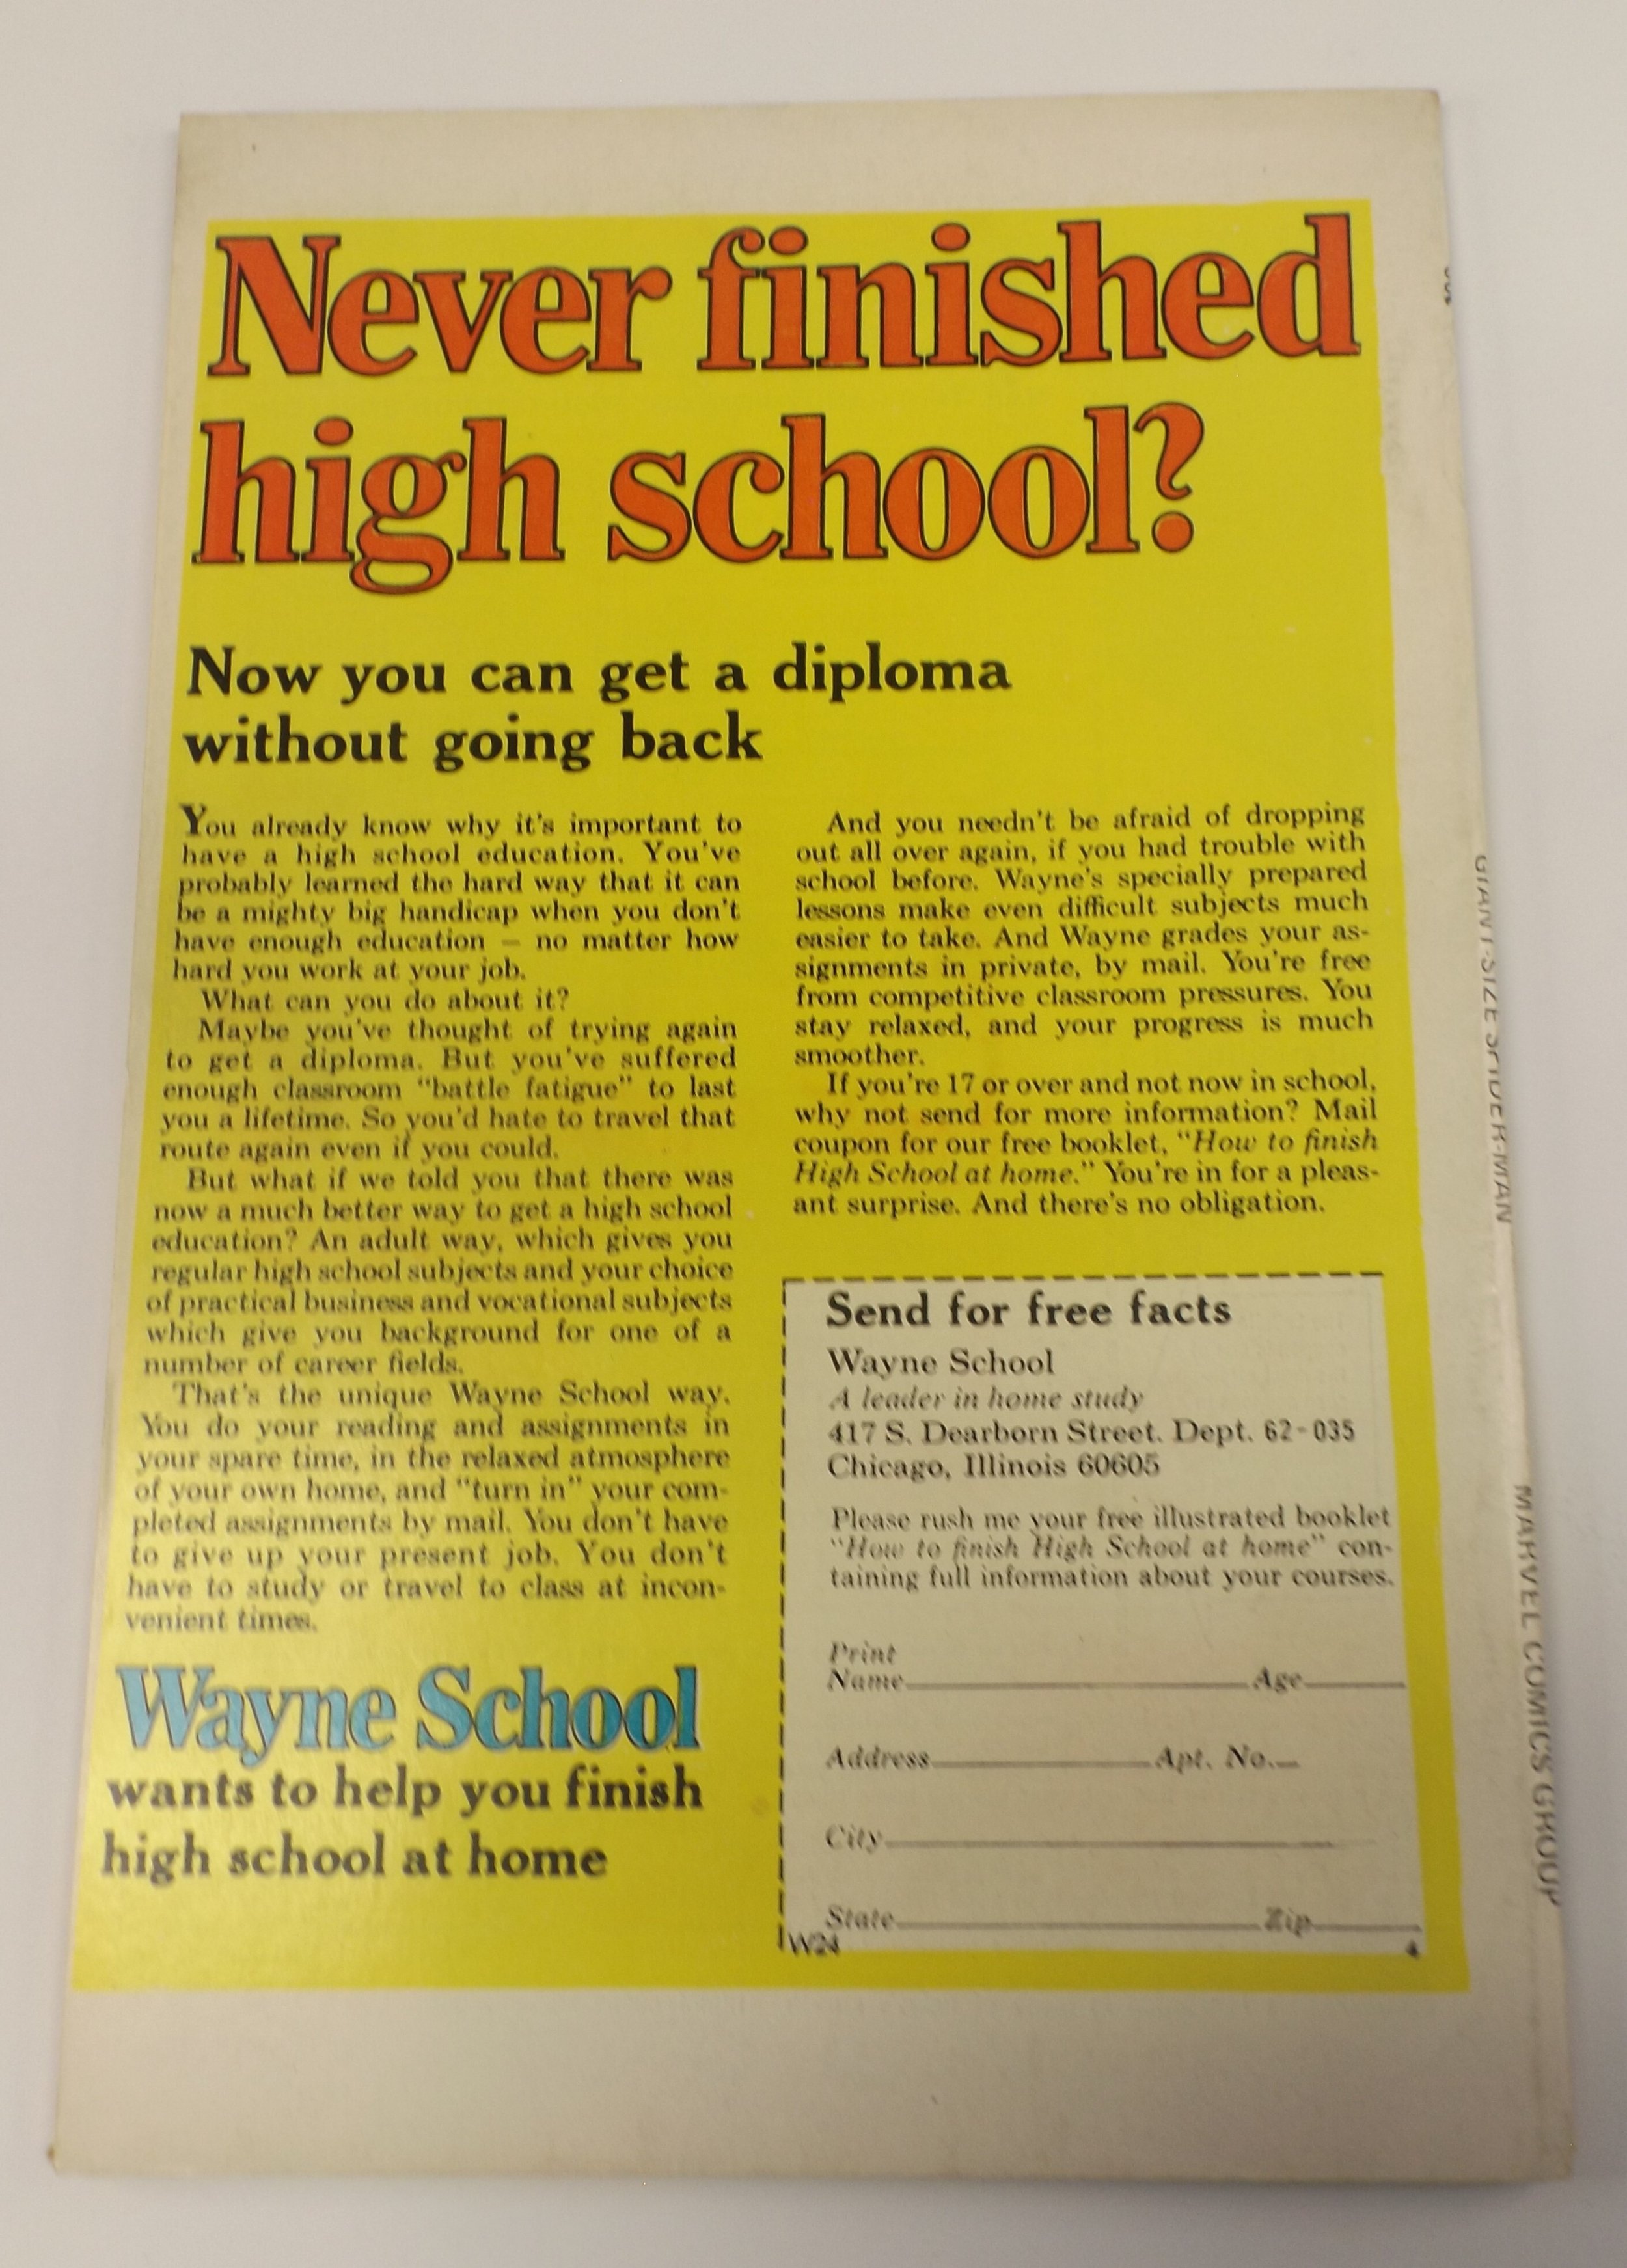 Never finished
high school?
Now you can get a diploma
without going back
You already know why it's important to
have a high school education. You've
probably learned the hard way that it can
be a mighty big handicap when you don't
have enough education — no matter how
hard you work at your job.
What can you do about it?
Maybe you've thought of trying again
to get a diploma. But you've suffered
enough classroom "battle fatigue" to last
you a lifetime. So you'd hate to travel that
route again even if you could.
But what if we told you that there was
now a much better way to get a high school
education? An adult way, which gives you
regular high school subjects and your choice
of practical business and vocational subjects
which give you background for one of a
number of career fields.
That's the unique Wayne School way.
You do your reading and assignments in
your spare time, in the relaxed atmosphere
of your own home, and "turn in" your com-
pleted assignments by mail. You don't have
to give up your present job. You don't
have to study or travel to class at incon-
venient times.
Wayne School
wants to help you finish
high school at home
And you needn't be afraid of dropping
out all over again, if you had trouble with
school before. Wayne's specially prepared
lessons make even difficult subjects much
easier to take. And Wayne grades your as-
signments in private, by mail. You're free
from competitive classroom pressures. You
stay relaxed, and your progress is much
smoother.
If you're 17 or over and not now in school,
why not send for more information? Mail
coupon for our free booklet, "How to finish
High School at home." You're in for a pleas-
ant surprise. And there's no obligation.
Send for free facts
Wayne School
A leader in home study
417 S. Dearborn Street. Dept. 62-035
Chicago, Illinois 60605
Please rush me your free illustrated booklet
"How to finish High School at home" con-
taining full information about your courses.
Print
Name Age
Address Apt. No.
City
State Zip
W24 4
GIANT-SIZE SPIDER-MAN
MARVEL COMICS GROUP